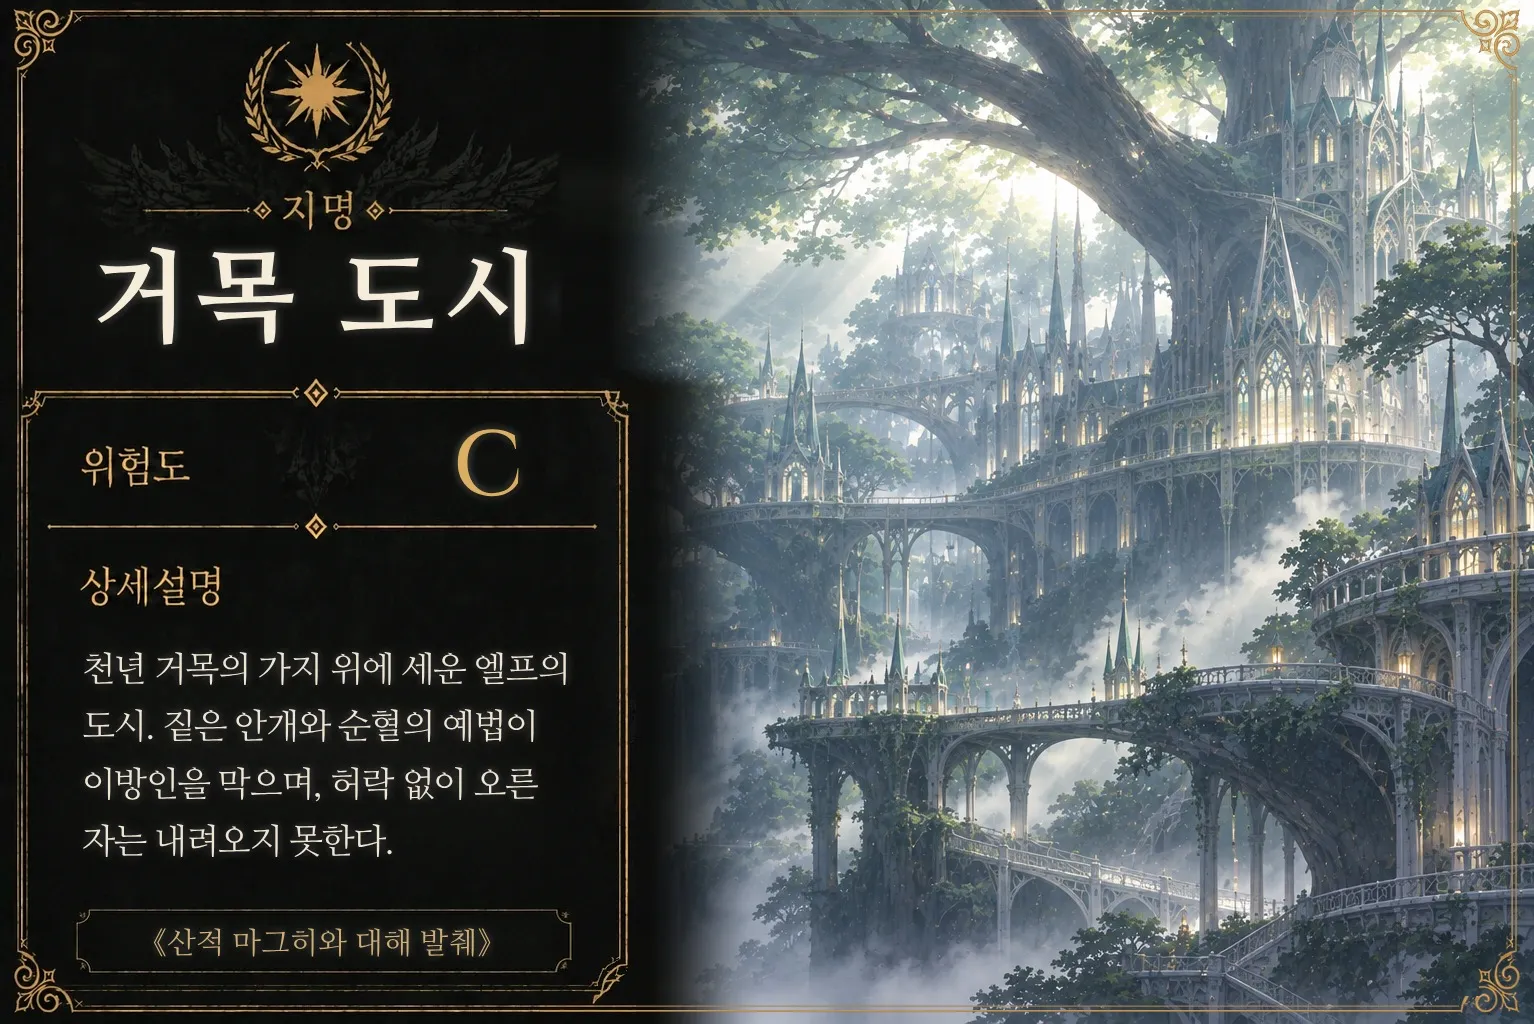 지명
거목 도시
위험도
C
상세설명
천년 거목의 가지 위에 세운 엘프의
도시. 짙은 안개와 순혈의 예법이
이방인을 막으며, 허락 없이 오른
자는 내려오지 못한다.
《산적 마그히와 대해 발췌》